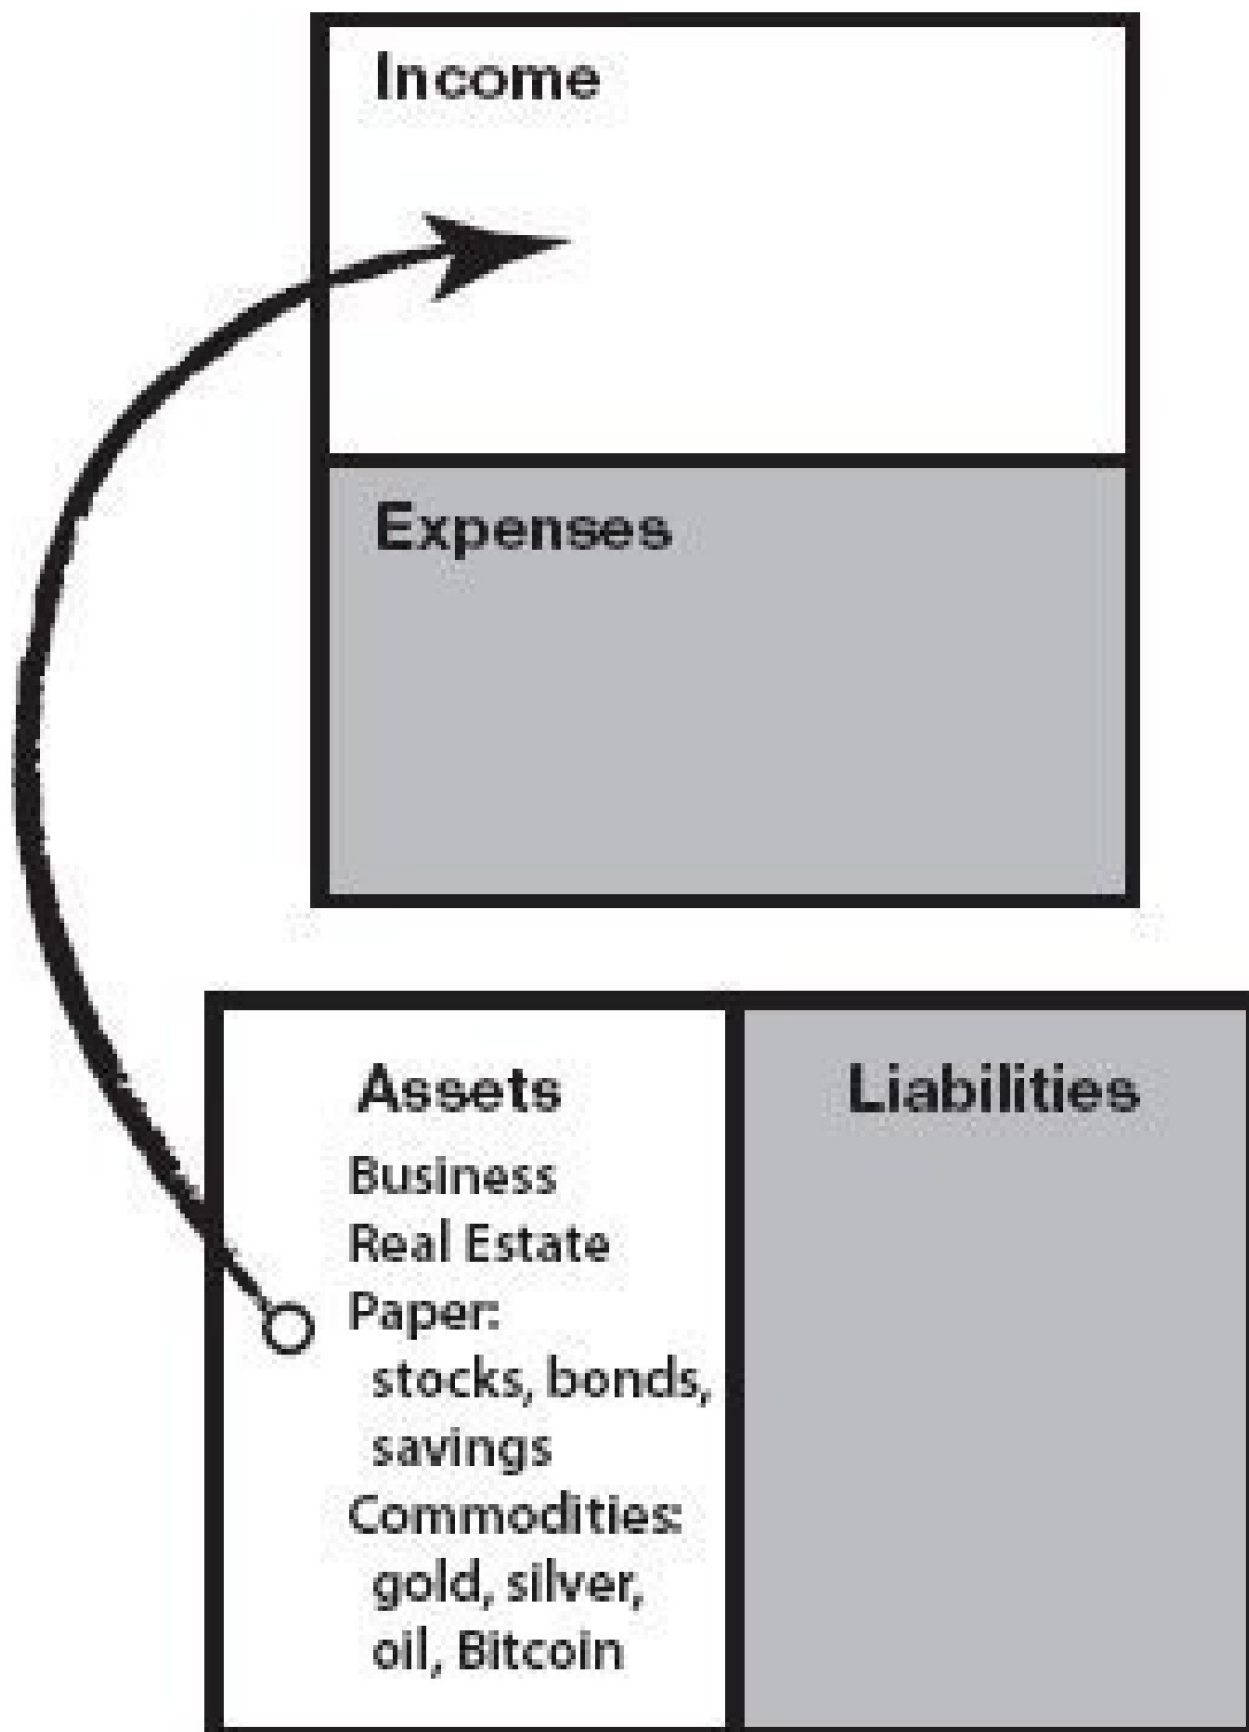 Income
Expenses
Assets
Business
Real Estate
Paper:
stocks, bonds,
savings
Commodities:
gold, silver,
oil, Bitcoin
Liabilities